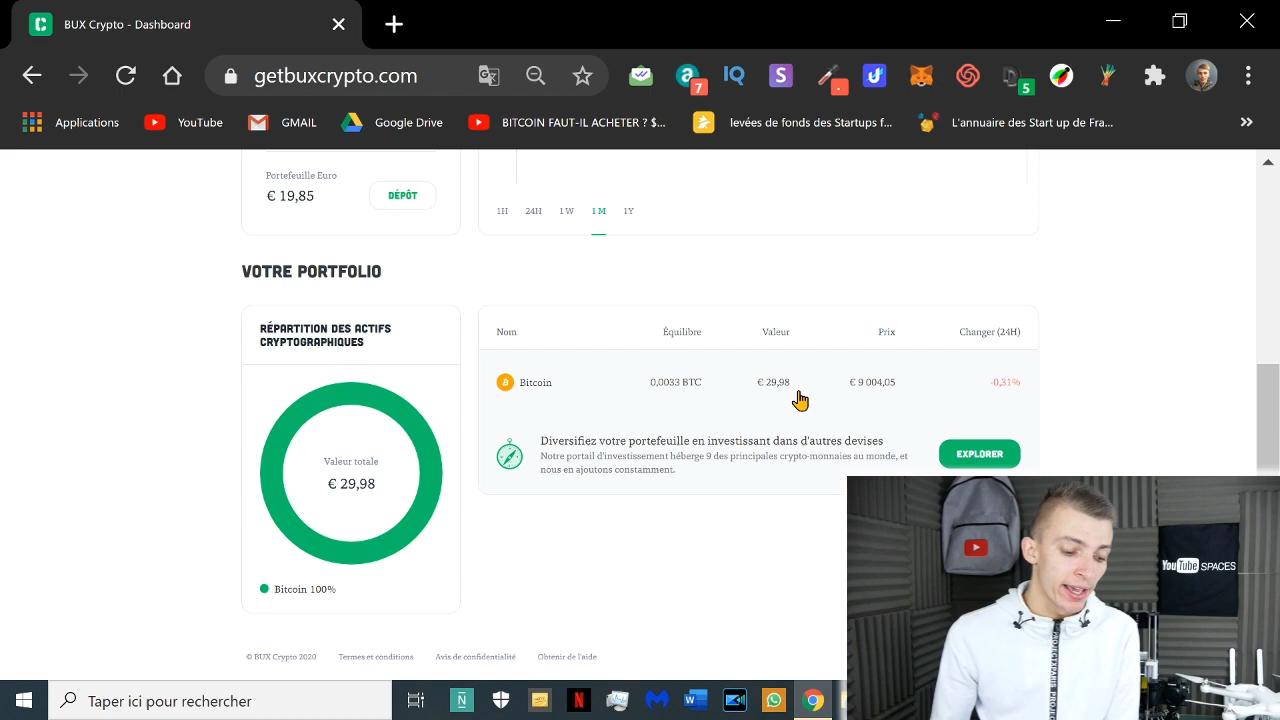 BUX Crypto - Dashboard
getbuxcrypto.com
7
IQ
S
5
Applications
YouTube
GMAIL
Google Drive
BITCOIN FAUT-IL ACHETER ? $...
levées de fonds des Startups f...
L'annuaire des Start up de Fra...
Portefeuille Euro
€ 19,85
DÉPÔT
1H 24H 1 W 1 M 1Y
VOTRE PORTFOLIO
RÉPARTITION DES ACTIFS
CRYPTOGRAPHIQUES
Valeur totale
€ 29,98
Bitcoin 100%
Nom Équilibre Valeur Prix Changer (24H)
Bitcoin 0,0033 BTC € 29,98 € 9 004,05 -0,31%
Diversifiez votre portefeuille en investissant dans d'autres devises
Notre portail d'investissement héberge 9 des principales crypto-monnaies au monde, et
nous en ajoutons constamment.
EXPLORER
YouTube SPACES
© BUX Crypto 2020 Termes et conditions Avis de confidentialité Obtenir de l'aide
Taper ici pour rechercher